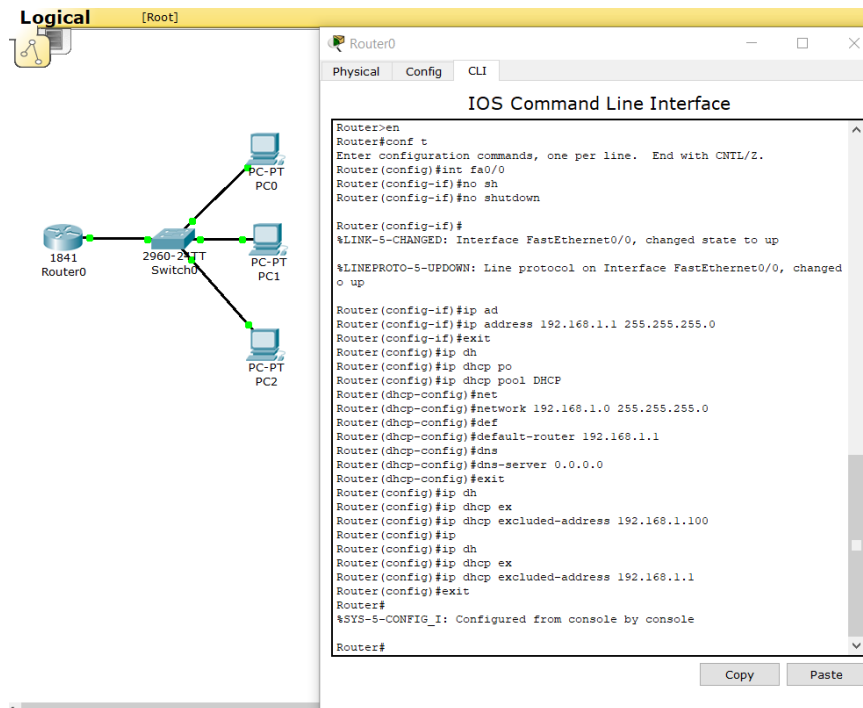 Logical [Root]
PC-PT
PC0
1841
Router0
2960-24TT
Switch0
PC-PT
PC1
PC-PT
PC2
Router0
Physical Config CLI
IOS Command Line Interface
Router>en
Router#conf t
Enter configuration commands, one per line. End with CNTL/Z.
Router(config)#int fa0/0
Router(config-if)#no sh
Router(config-if)#no shutdown
Router(config-if)#
%LINK-5-CHANGED: Interface FastEthernet0/0, changed state to up
%LINEPROTO-5-UPDOWN: Line protocol on Interface FastEthernet0/0, changed
o up
Router(config-if)#ip ad
Router(config-if)#ip address 192.168.1.1 255.255.255.0
Router(config-if)#exit
Router(config)#ip dh
Router(config)#ip dhcp po
Router(config)#ip dhcp pool DHCP
Router(dhcp-config)#net
Router(dhcp-config)#network 192.168.1.0 255.255.255.0
Router(dhcp-config)#def
Router(dhcp-config)#default-router 192.168.1.1
Router(dhcp-config)#dns
Router(dhcp-config)#dns-server 0.0.0.0
Router(dhcp-config)#exit
Router(config)#ip dh
Router(config)#ip dhcp ex
Router(config)#ip dhcp excluded-address 192.168.1.100
Router(config)#ip
Router(config)#ip dh
Router(config)#ip dhcp ex
Router(config)#ip dhcp excluded-address 192.168.1.1
Router(config)#exit
Router#
%SYS-5-CONFIG_I: Configured from console by console
Router#
Copy Paste